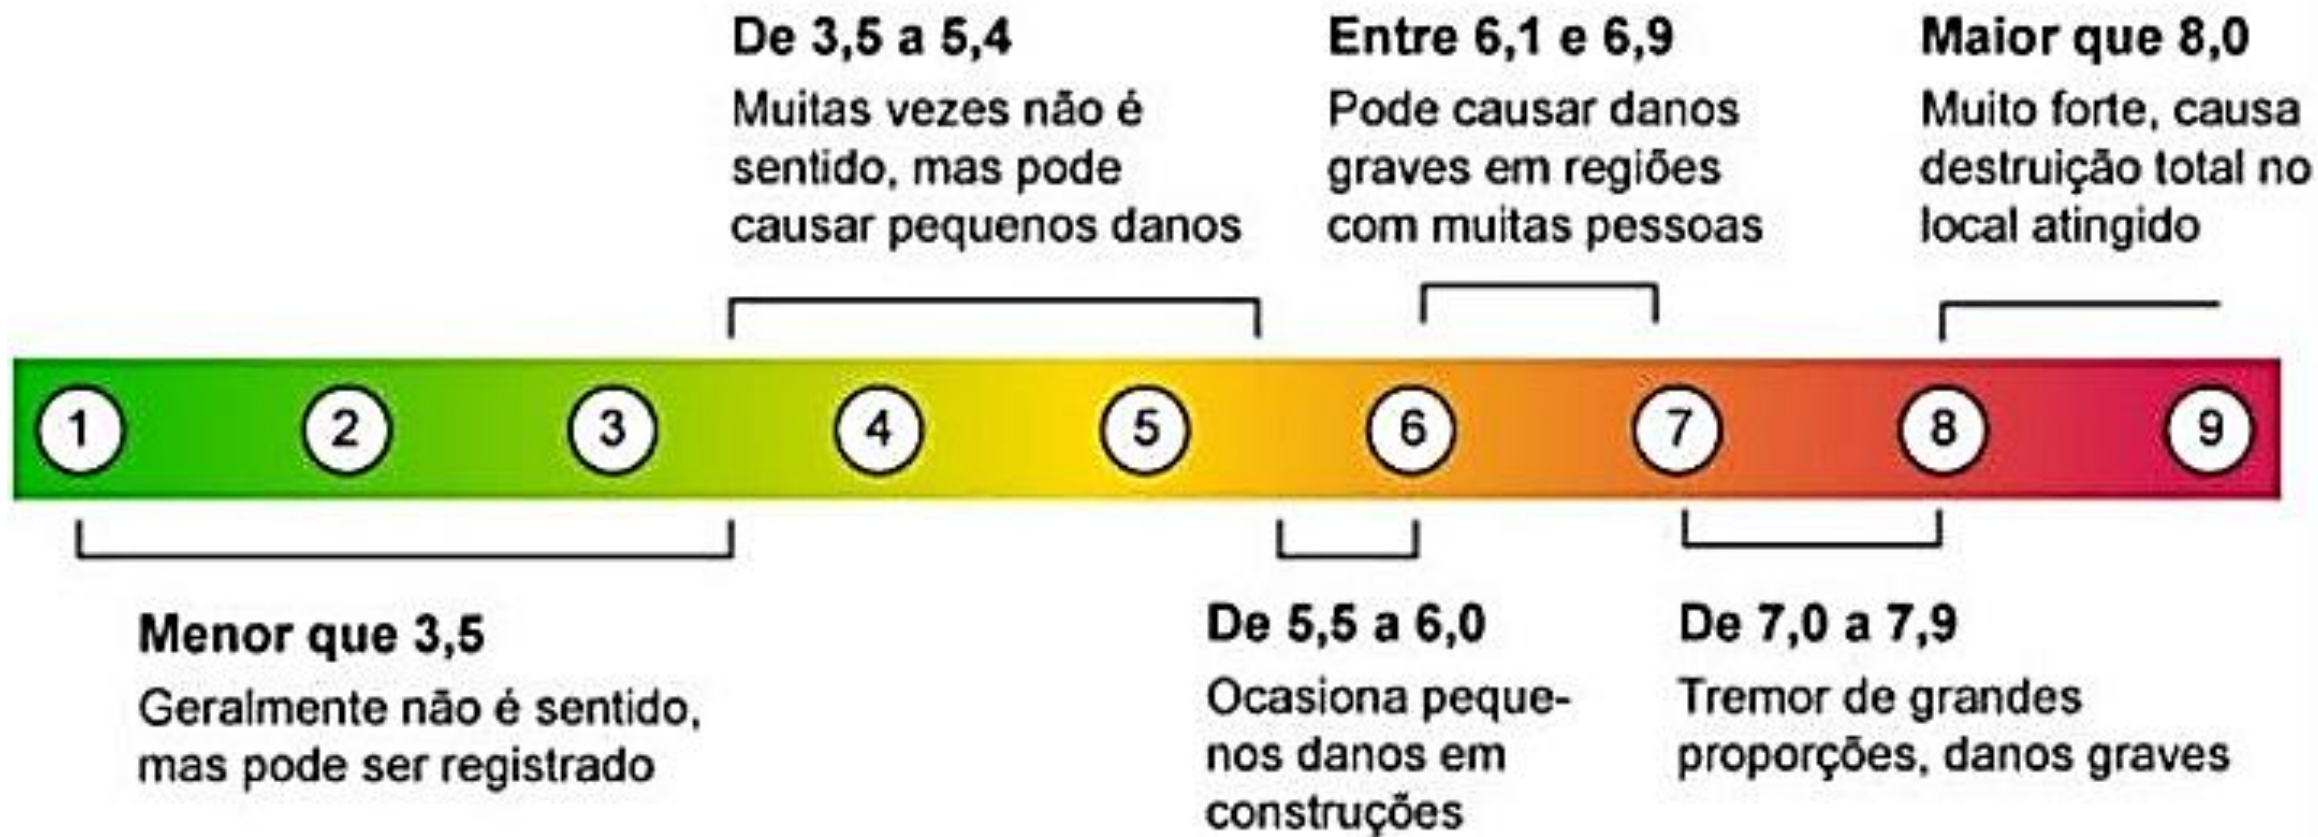 De 3,5 a 5,4
Muitas vezes não é
sentido, mas pode
causar pequenos danos
Entre 6,1 e 6,9
Pode causar danos
graves em regiões
com muitas pessoas
Maior que 8,0
Muito forte, causa
destruição total no
local atingido
1 2 3 4 5 6 7 8 9
Menor que 3,5
Geralmente não é sentido,
mas pode ser registrado
De 5,5 a 6,0
Ocasiona peque-
nos danos em
construções
De 7,0 a 7,9
Tremor de grandes
proporções, danos graves